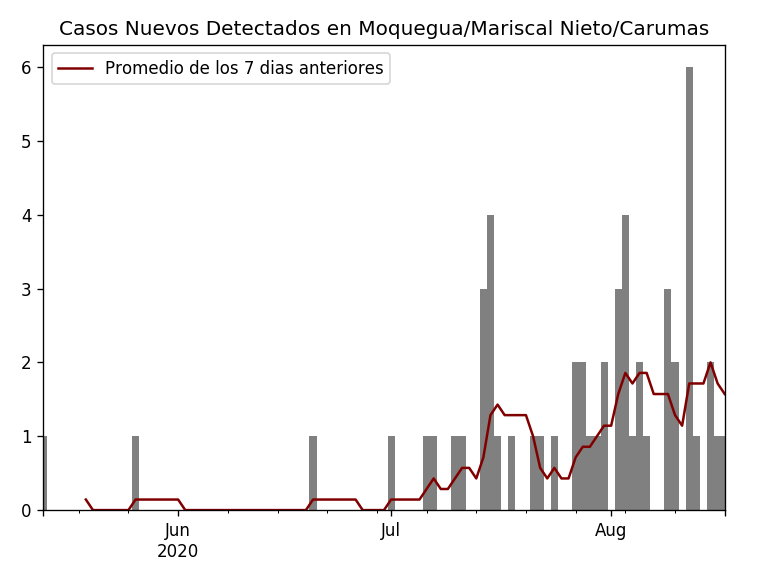 Casos Nuevos Detectados en Moquegua/Mariscal Nieto/Carumas
Promedio de los 7 dias anteriores
6
5
4
3
2
1
0
Jun
2020
Jul
Aug